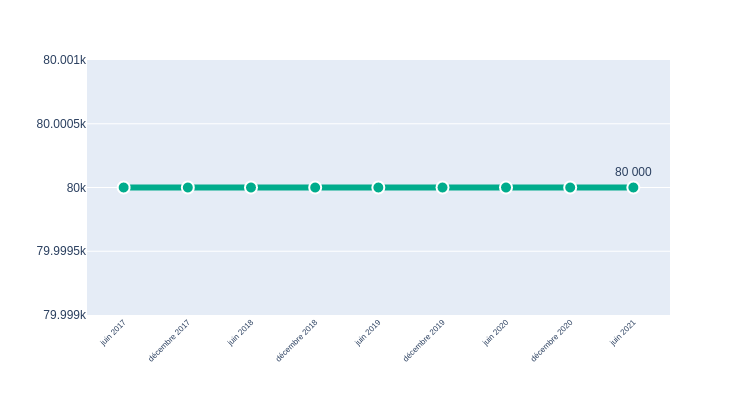 80.001k
80.0005k
80 000
80k
79.9995k
79.999k
juin 2017
décembre 2017
juin 2018
décembre 2018
juin 2019
décembre 2019
juin 2020
décembre 2020
juin 2021